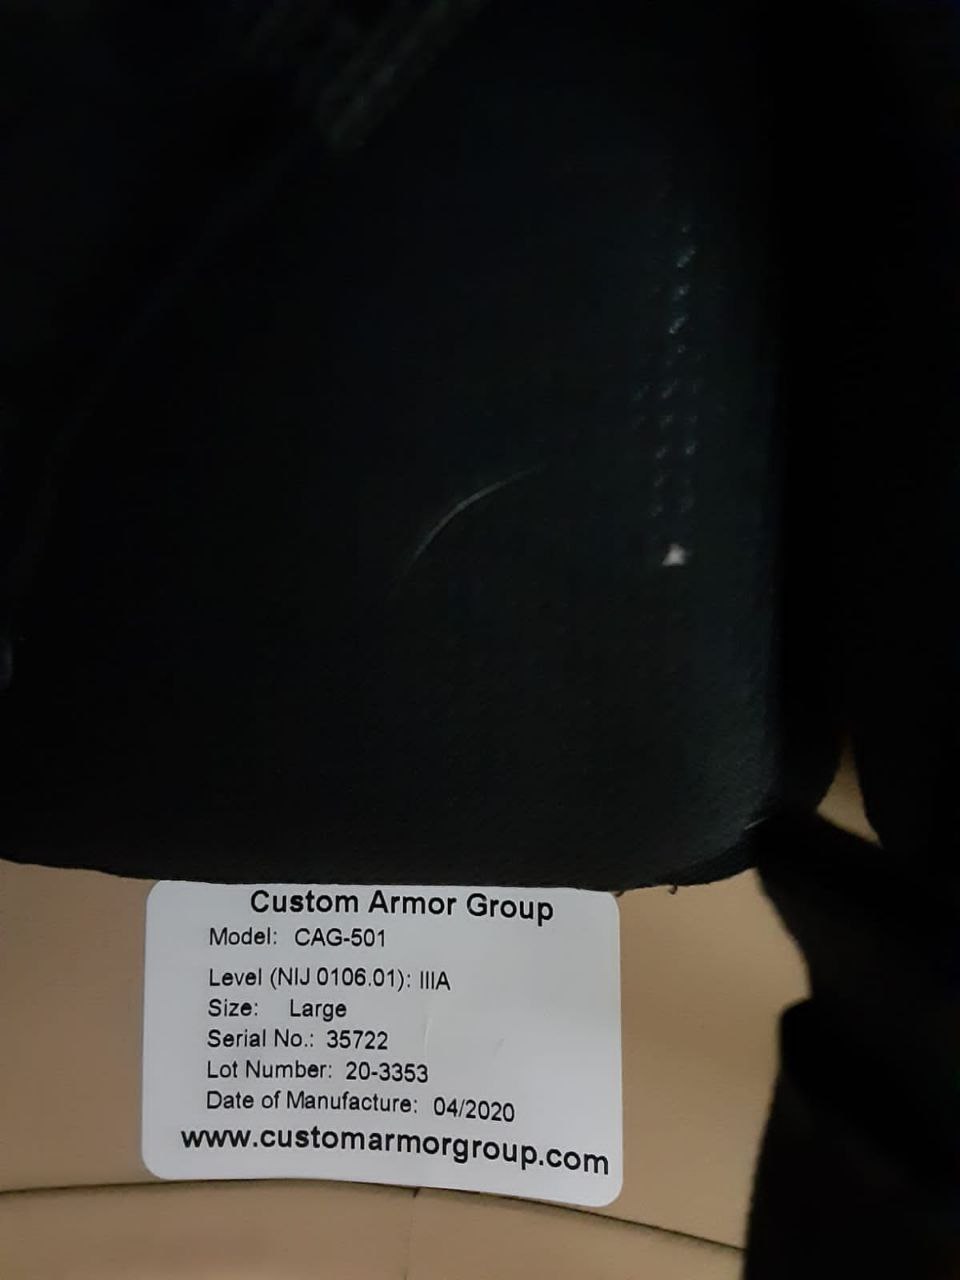 Custom Armor Group
Model: CAG-501
Level (NIJ 0106.01): IIIA
Size: Large
Serial No.: 35722
Lot Number: 20-3353
Date of Manufacture: 04/2020
www.customarmorgroup.com